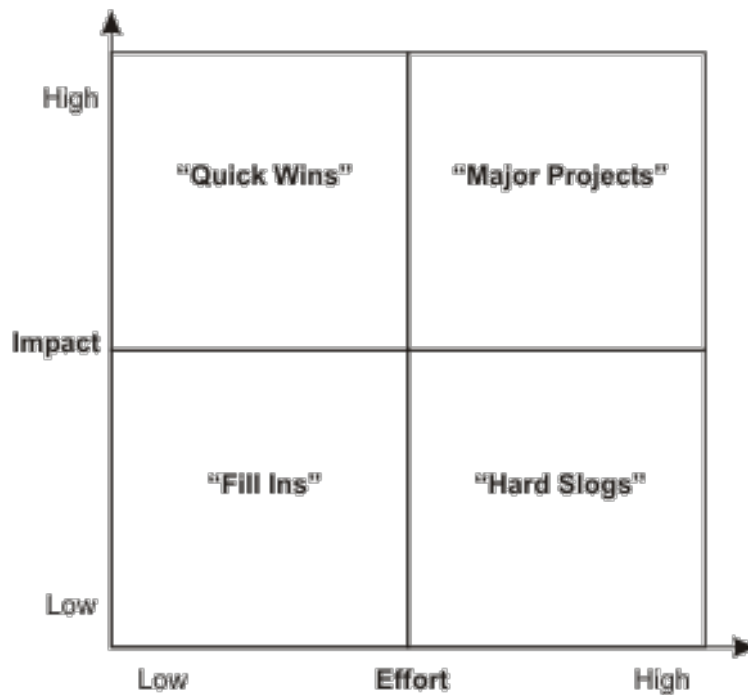 High
“Quick Wins” “Major Projects”
Impact
“Fill Ins” “Hard Slogs”
Low
Low Effort High